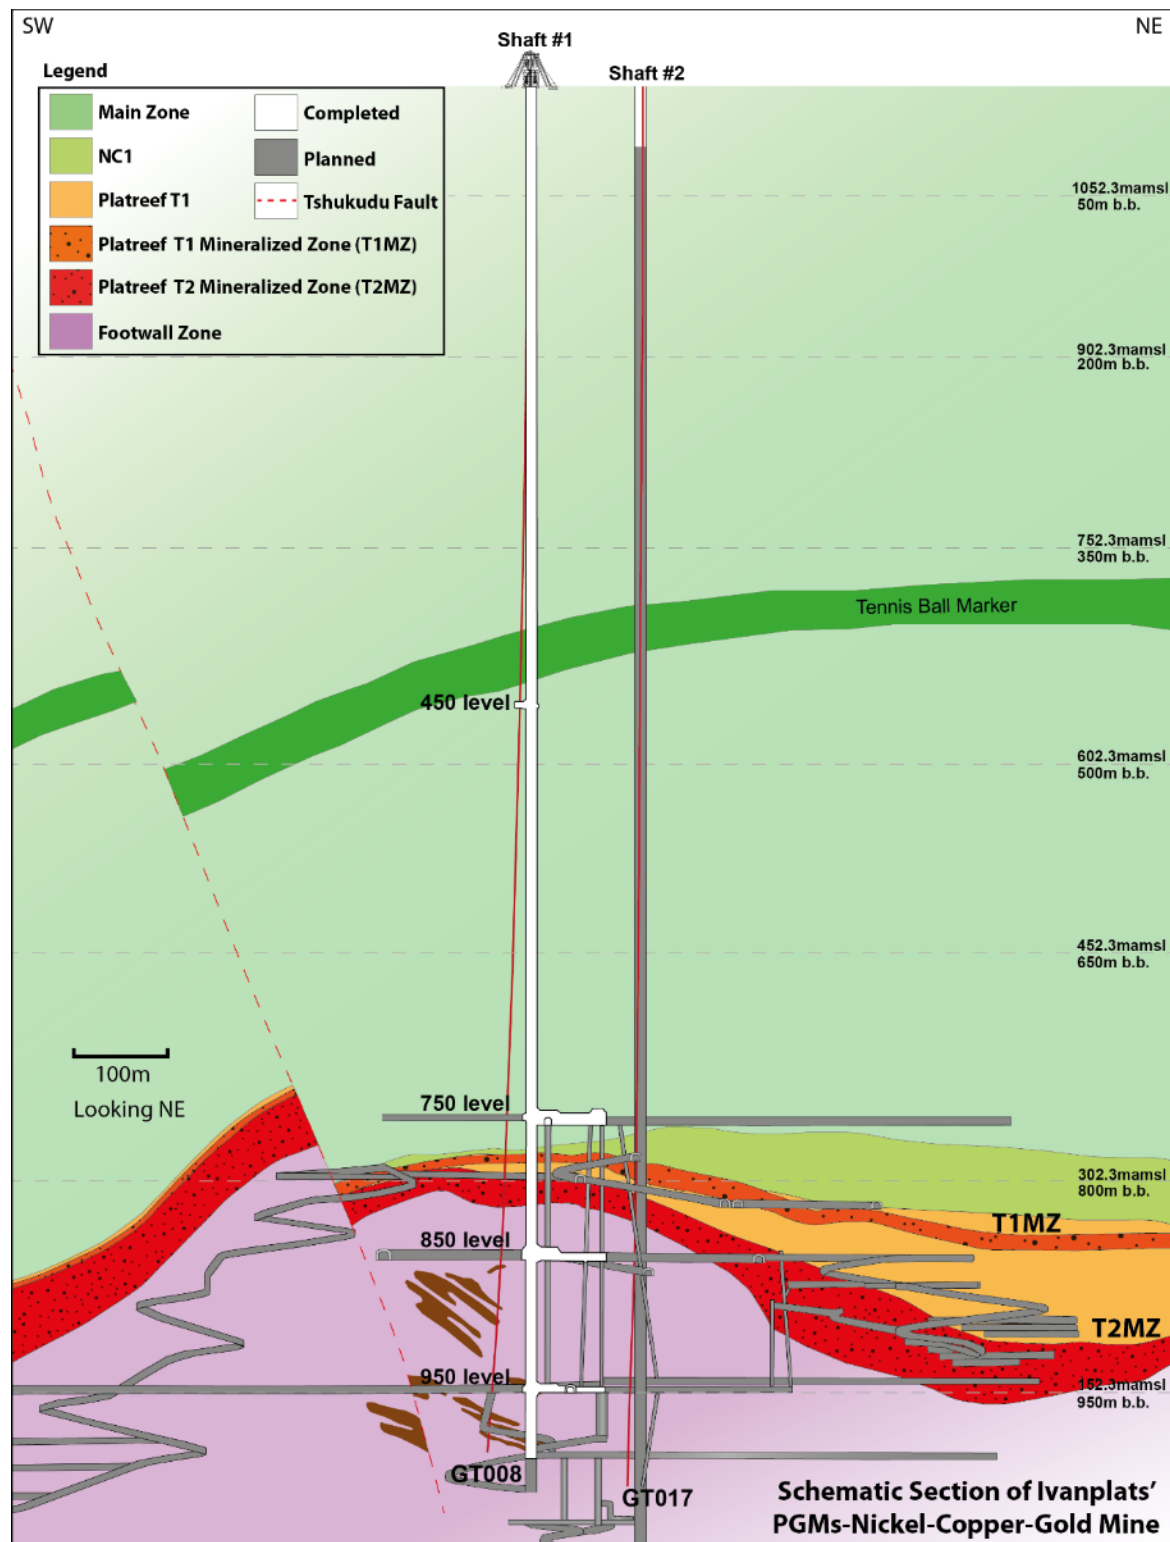 SW
NE
Shaft #1
Shaft #2
Legend
Main Zone
Completed
NC1
Planned
Platreef T1
Tshukudu Fault
Platreef T1 Mineralized Zone (T1MZ)
Platreef T2 Mineralized Zone (T2MZ)
Footwall Zone
1052.3mamsl
50m b.b.
902.3mamsl
200m b.b.
752.3mamsl
350m b.b.
Tennis Ball Marker
450 level
602.3mamsl
500m b.b.
452.3mamsl
650m b.b.
100m
Looking NE
750 level
302.3mamsl
800m b.b.
T1MZ
850 level
T2MZ
950 level
152.3mamsl
950m b.b.
GT008
GT017
Schematic Section of Ivanplats'
PGMs-Nickel-Copper-Gold Mine